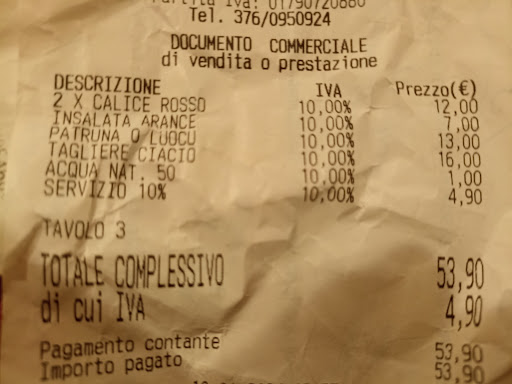 Partita Iva: 01790720880
Tel. 376/0950924
DOCUMENTO COMMERCIALE
di vendita o prestazione
DESCRIZIONE IVA Prezzo(€)
2 X CALICE ROSSO 10,00% 12,00
INSALATA ARANCE 10,00% 7,00
PATRUNA O LUOCU 10,00% 13,00
TAGLIERE CIACIO 10,00% 16,00
ACQUA NAT. 50 10,00% 1,00
SERVIZIO 10% 10,00% 4,90
TAVOLO 3
TOTALE COMPLESSIVO 53,90
di cui IVA 4,90
Pagamento contante 53,90
Importo pagato 53,90